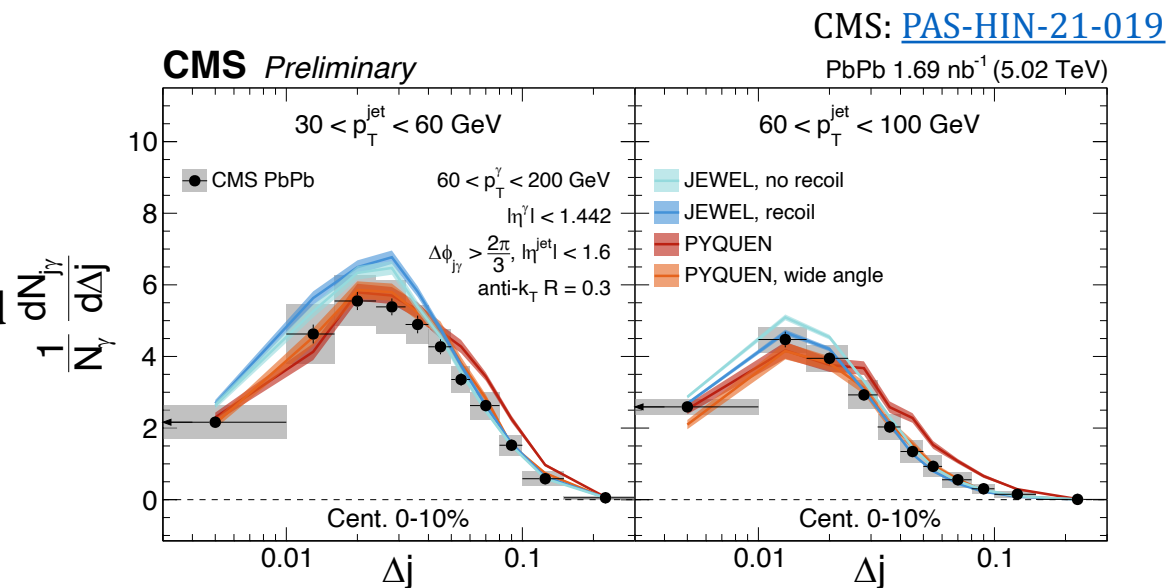 CMS: PAS-HIN-21-019
CMS Preliminary
PbPb 1.69 nb⁻¹ (5.02 TeV)
30 < p_T^jet < 60 GeV
60 < p_T^jet < 100 GeV
CMS PbPb
60 < p_T^γ < 200 GeV
|η^γ| < 1.442
Δφ_jγ > 2π/3, |η^jet| < 1.6
anti-k_T R = 0.3
JEWEL, no recoil
JEWEL, recoil
PYQUEN
PYQUEN, wide angle
1/N_γ dN_jγ/dΔj
10
8
6
4
2
0
Cent. 0-10%
Cent. 0-10%
0.01
0.1
0.01
0.1
Δj
Δj